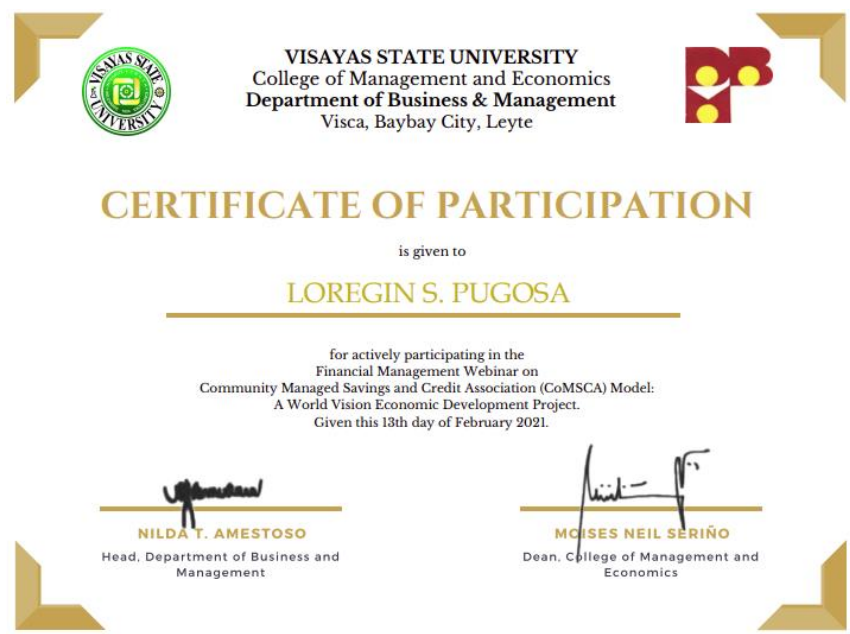 VISAYAS STATE UNIVERSITY
VISAYAS STATE UNIVERSITY
College of Management and Economics
Department of Business & Management
Visca, Baybay City, Leyte
CERTIFICATE OF PARTICIPATION
is given to
LOREGIN S. PUGOSA
for actively participating in the
Financial Management Webinar on
Community Managed Savings and Credit Association (CoMSCA) Model:
A World Vision Economic Development Project.
Given this 13th day of February 2021.
NILDA T. AMESTOSO
Head, Department of Business and
Management
MOISES NEIL SERIÑO
Dean, College of Management and
Economics